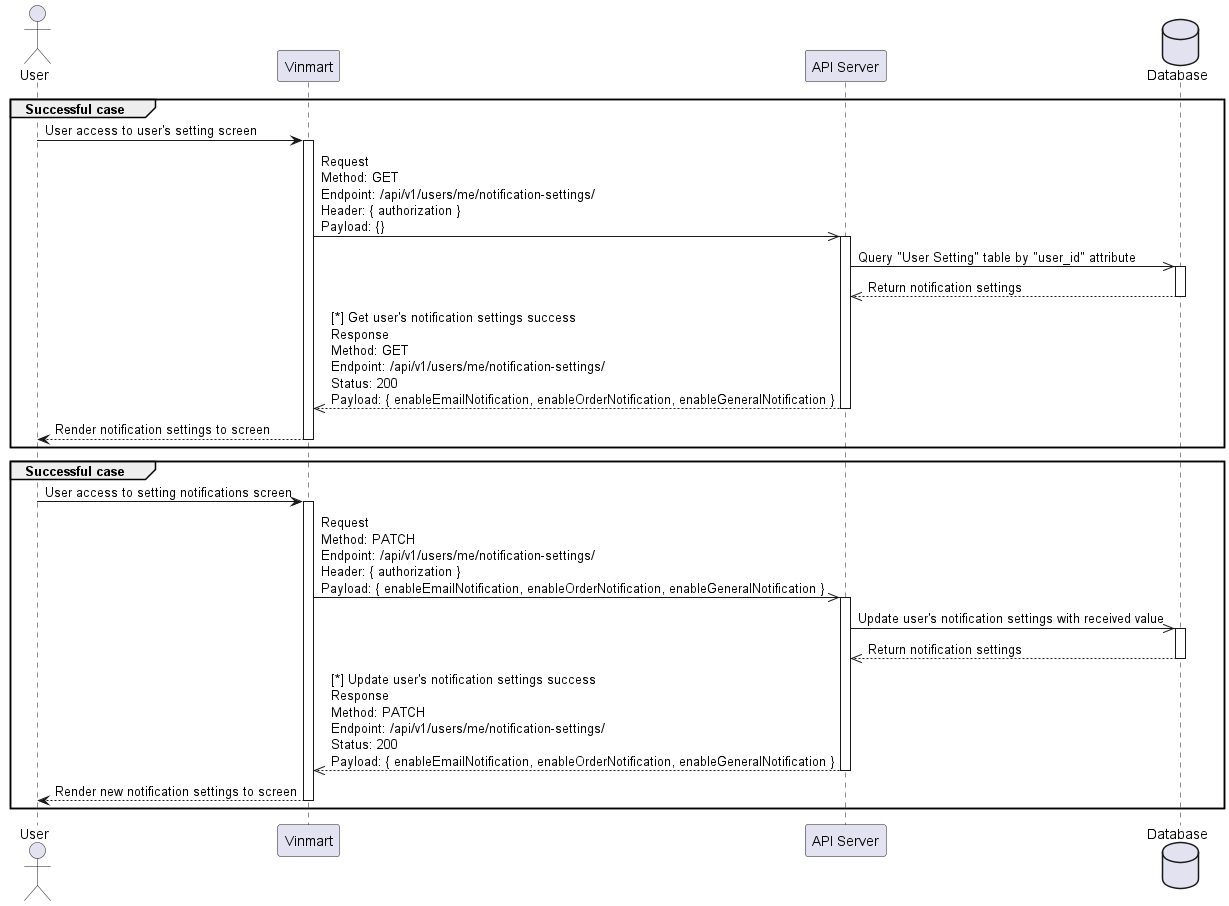 User
Vinmart
API Server
Database
Successful case
User access to user's setting screen
Request
Method: GET
Endpoint: /api/v1/users/me/notification-settings/
Header: { authorization }
Payload: {}
Query "User Setting" table by "user_id" attribute
Return notification settings
[*] Get user's notification settings success
Response
Method: GET
Endpoint: /api/v1/users/me/notification-settings/
Status: 200
Payload: { enableEmailNotification, enableOrderNotification, enableGeneralNotification }
Render notification settings to screen
Successful case
User access to setting notifications screen
Request
Method: PATCH
Endpoint: /api/v1/users/me/notification-settings/
Header: { authorization }
Payload: { enableEmailNotification, enableOrderNotification, enableGeneralNotification }
Update user's notification settings with received value
Return notification settings
[*] Update user's notification settings success
Response
Method: PATCH
Endpoint: /api/v1/users/me/notification-settings/
Status: 200
Payload: { enableEmailNotification, enableOrderNotification, enableGeneralNotification }
Render new notification settings to screen
User
Vinmart
API Server
Database